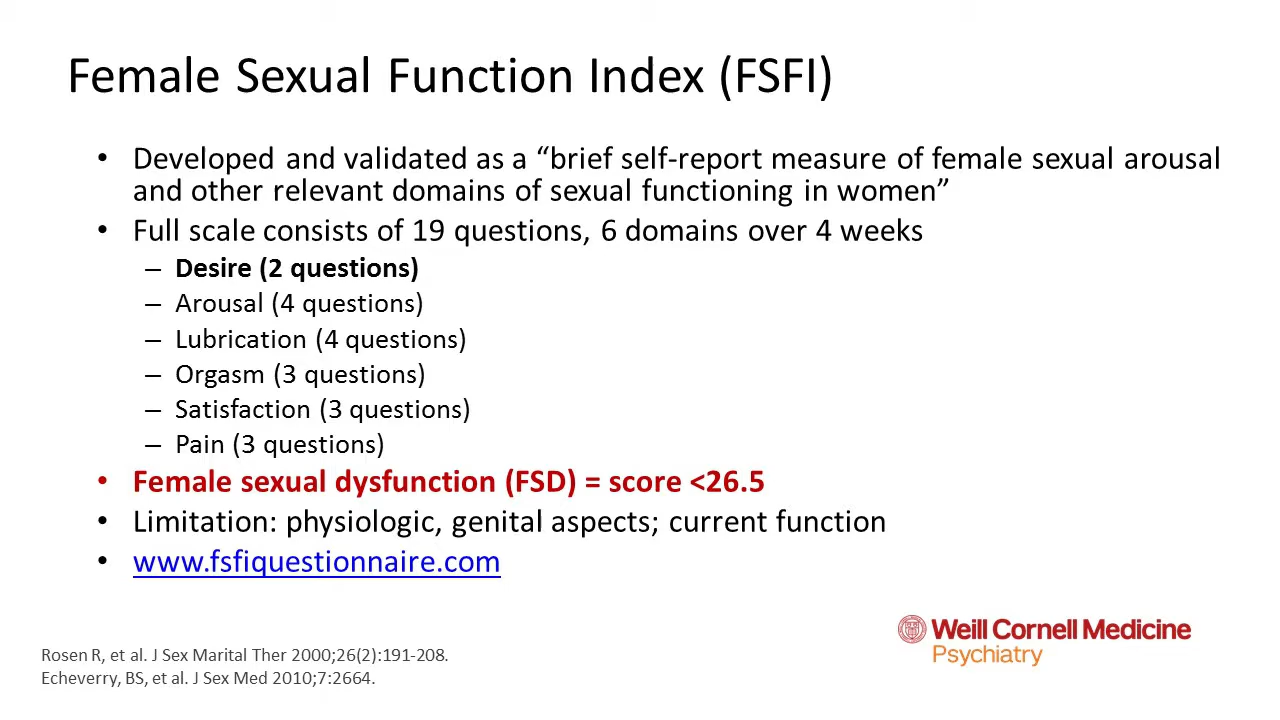 Female Sexual Function Index (FSFI)
• Developed and validated as a “brief self-report measure of female sexual arousal
and other relevant domains of sexual functioning in women”
• Full scale consists of 19 questions, 6 domains over 4 weeks
– Desire (2 questions)
– Arousal (4 questions)
– Lubrication (4 questions)
– Orgasm (3 questions)
– Satisfaction (3 questions)
– Pain (3 questions)
• Female sexual dysfunction (FSD) = score <26.5
• Limitation: physiologic, genital aspects; current function
• www.fsfiquestionnaire.com
Weill Cornell Medicine
Psychiatry
Rosen R, et al. J Sex Marital Ther 2000;26(2):191-208.
Echeverry, BS, et al. J Sex Med 2010;7:2664.